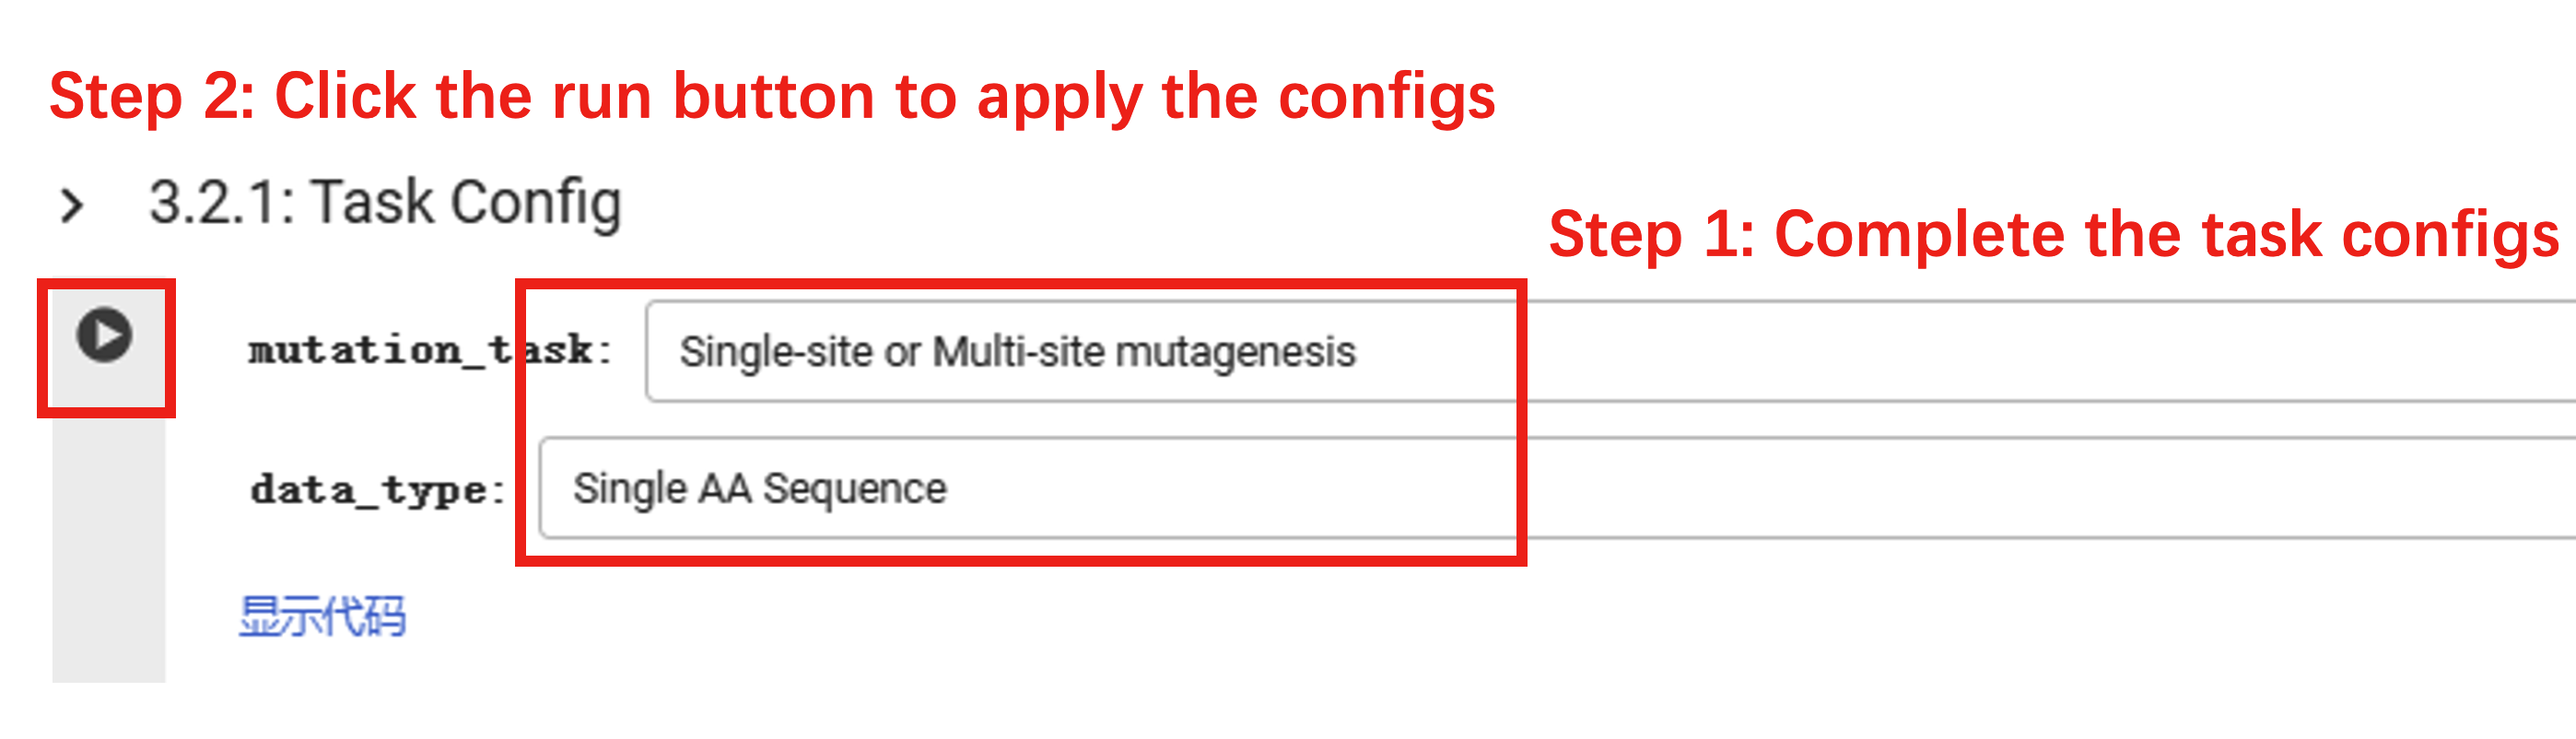 Step 2: Click the run button to apply the configs
3.2.1: Task Config
Step 1: Complete the task configs
mutation_task: Single-site or Multi-site mutagenesis
data_type: Single AA Sequence
显示代码